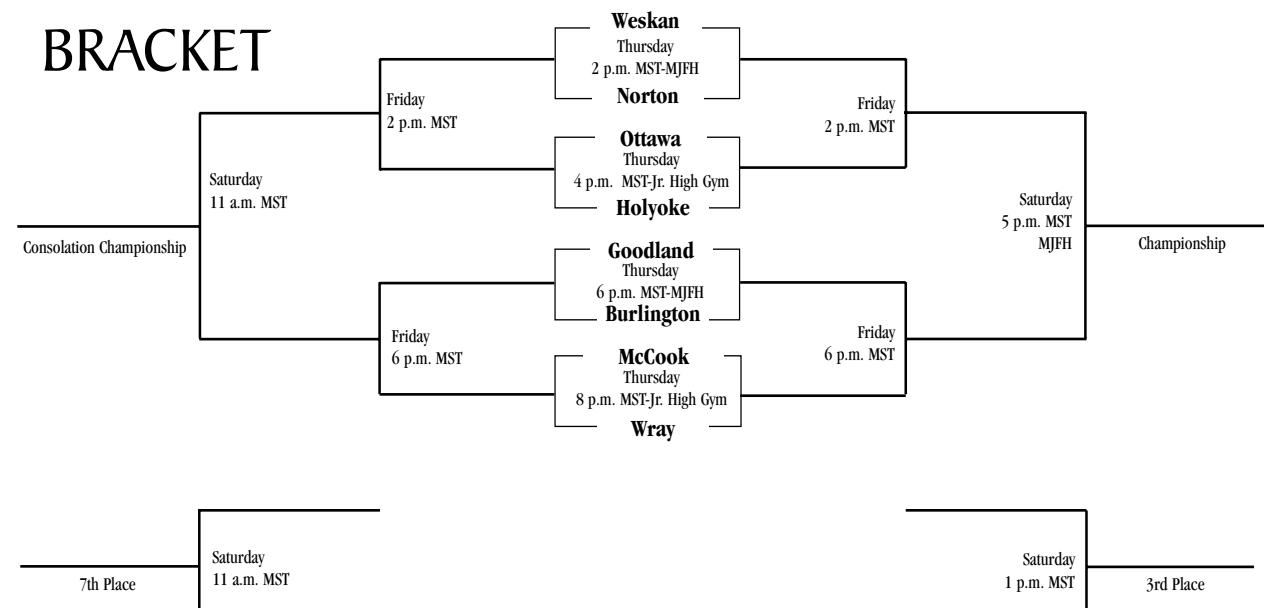 BRACKET
Weskan
Thursday
2 p.m. MST-MJFH
Norton
Friday
2 p.m. MST
Friday
2 p.m. MST
Ottawa
Thursday
4 p.m.  MST-Jr. High Gym
Holyoke
Saturday
11 a.m. MST
Saturday
5 p.m. MST
MJFH
Consolation Championship
Championship
Goodland
Thursday
6 p.m. MST-MJFH
Burlington
Friday
6 p.m. MST
Friday
6 p.m. MST
McCook
Thursday
8 p.m. MST-Jr. High Gym
Wray
Saturday
11 a.m. MST
7th Place
Saturday
1 p.m. MST
3rd Place